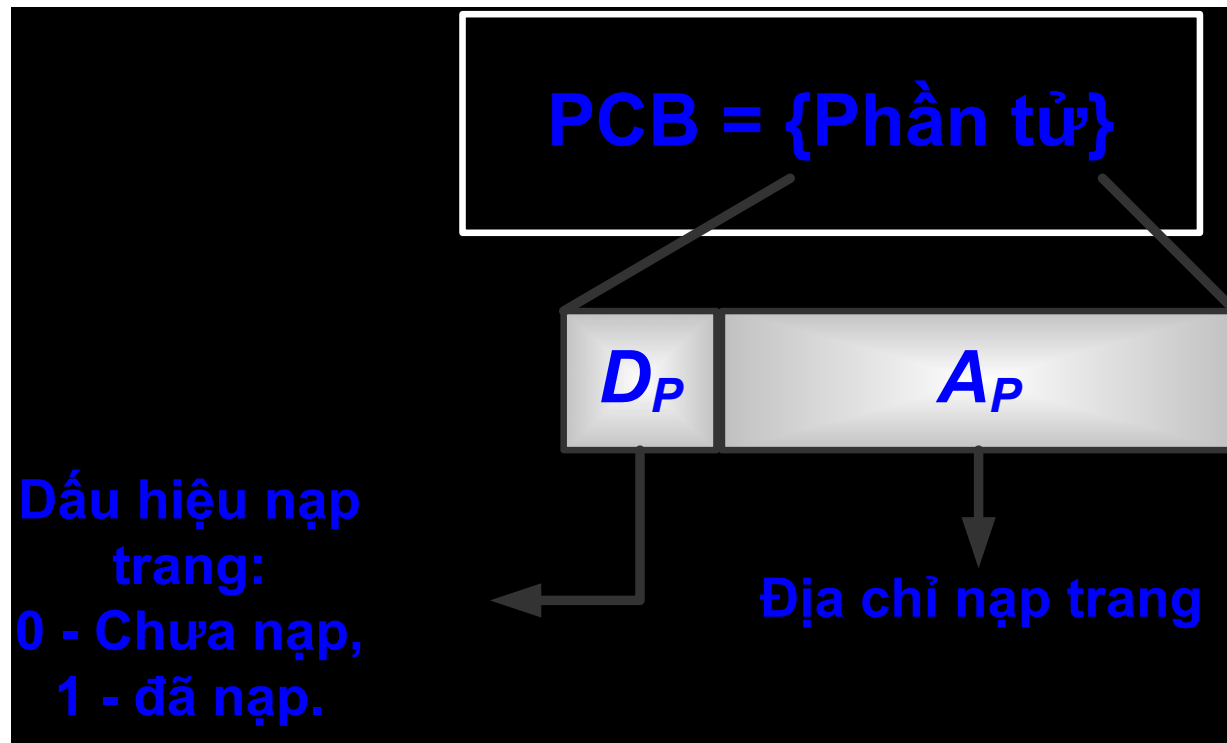 PCB = {Phần tử}
DP
AP
Dấu hiệu nạp
trang:
0 - Chưa nạp,
1 - đã nạp.
Địa chỉ nạp trang